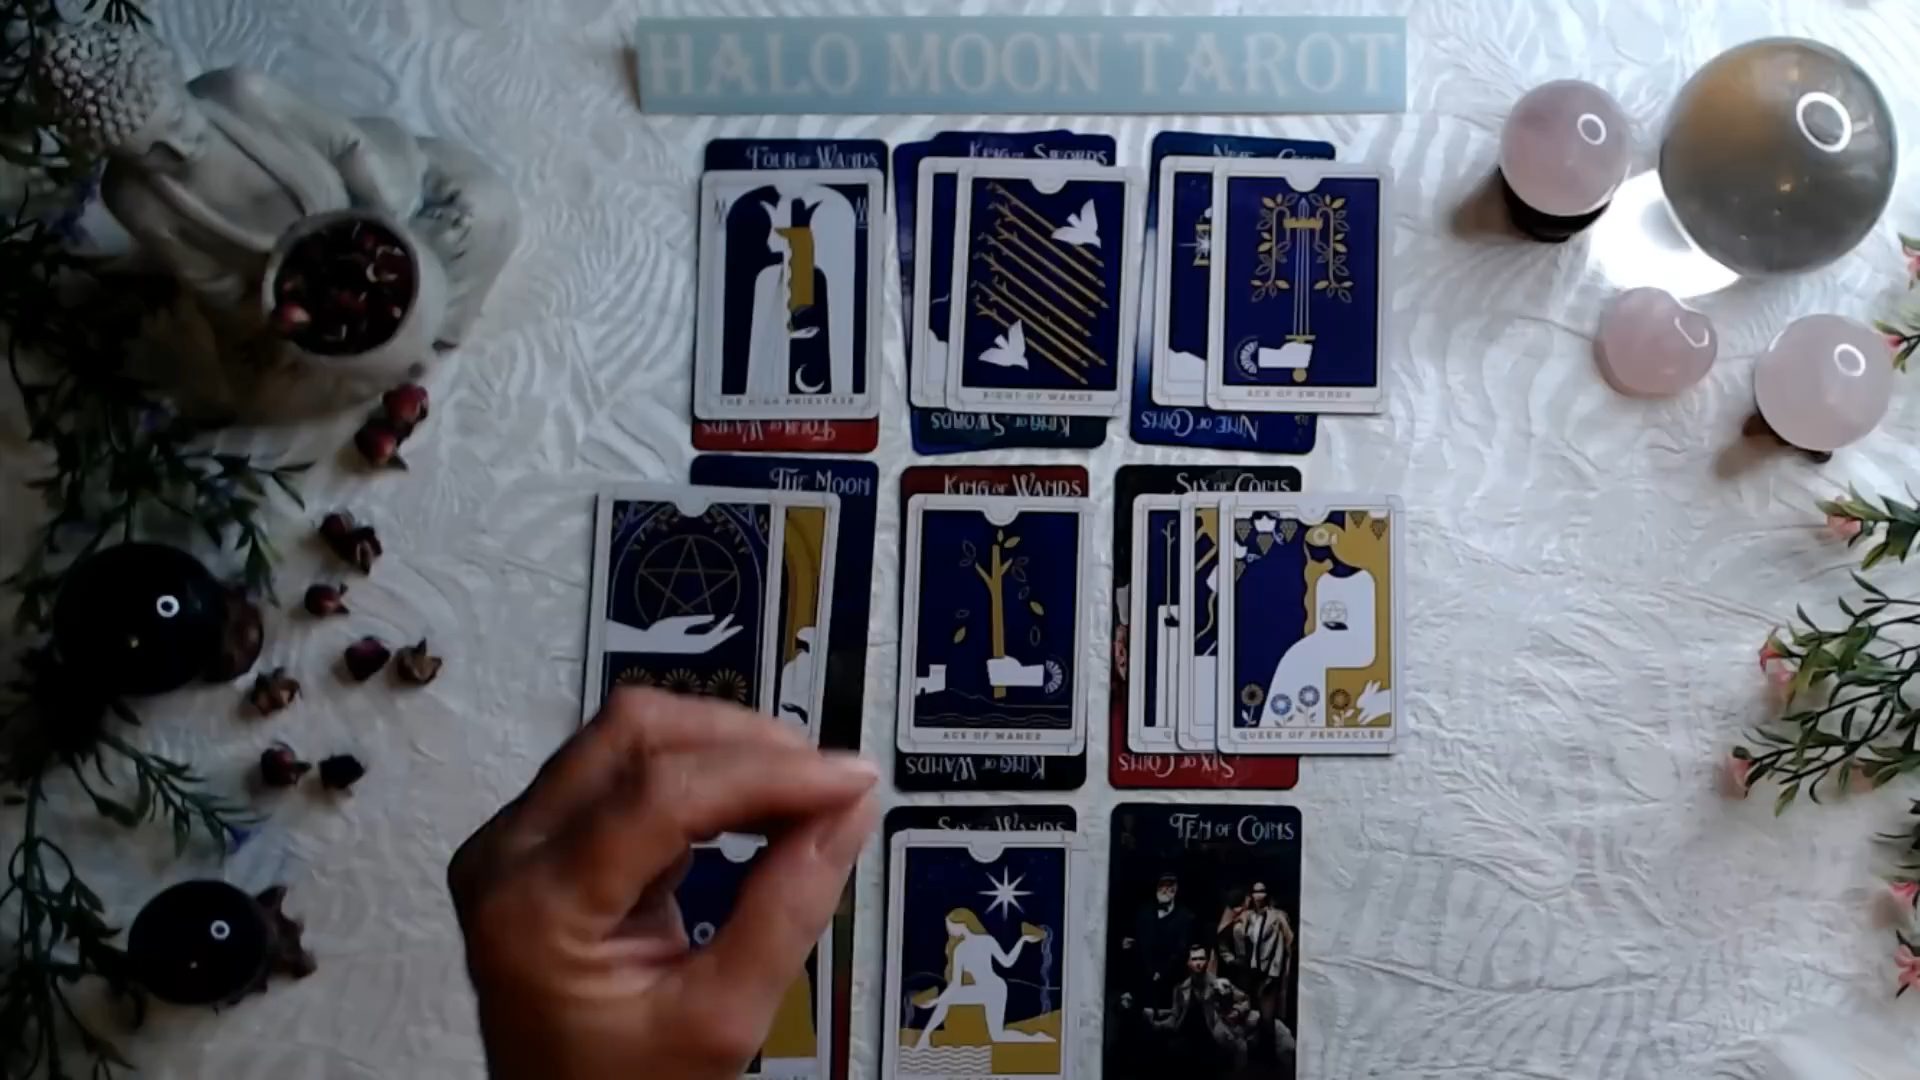 HALO MOON TAROT
FOUR OF WANDS
KING OF SWORDS
NINE OF COINS
THE HIGH PRIESTESS
EIGHT OF WANDS
ACE OF SWORDS
FOUR OF WANDS
KING OF SWORDS
NINE OF COINS
THE MOON
KING OF WANDS
SIX OF COINS
ACE OF WANDS
QUEEN OF PENTACLES
KING OF WANDS
SIX OF COINS
SIX OF WANDS
TEN OF COINS